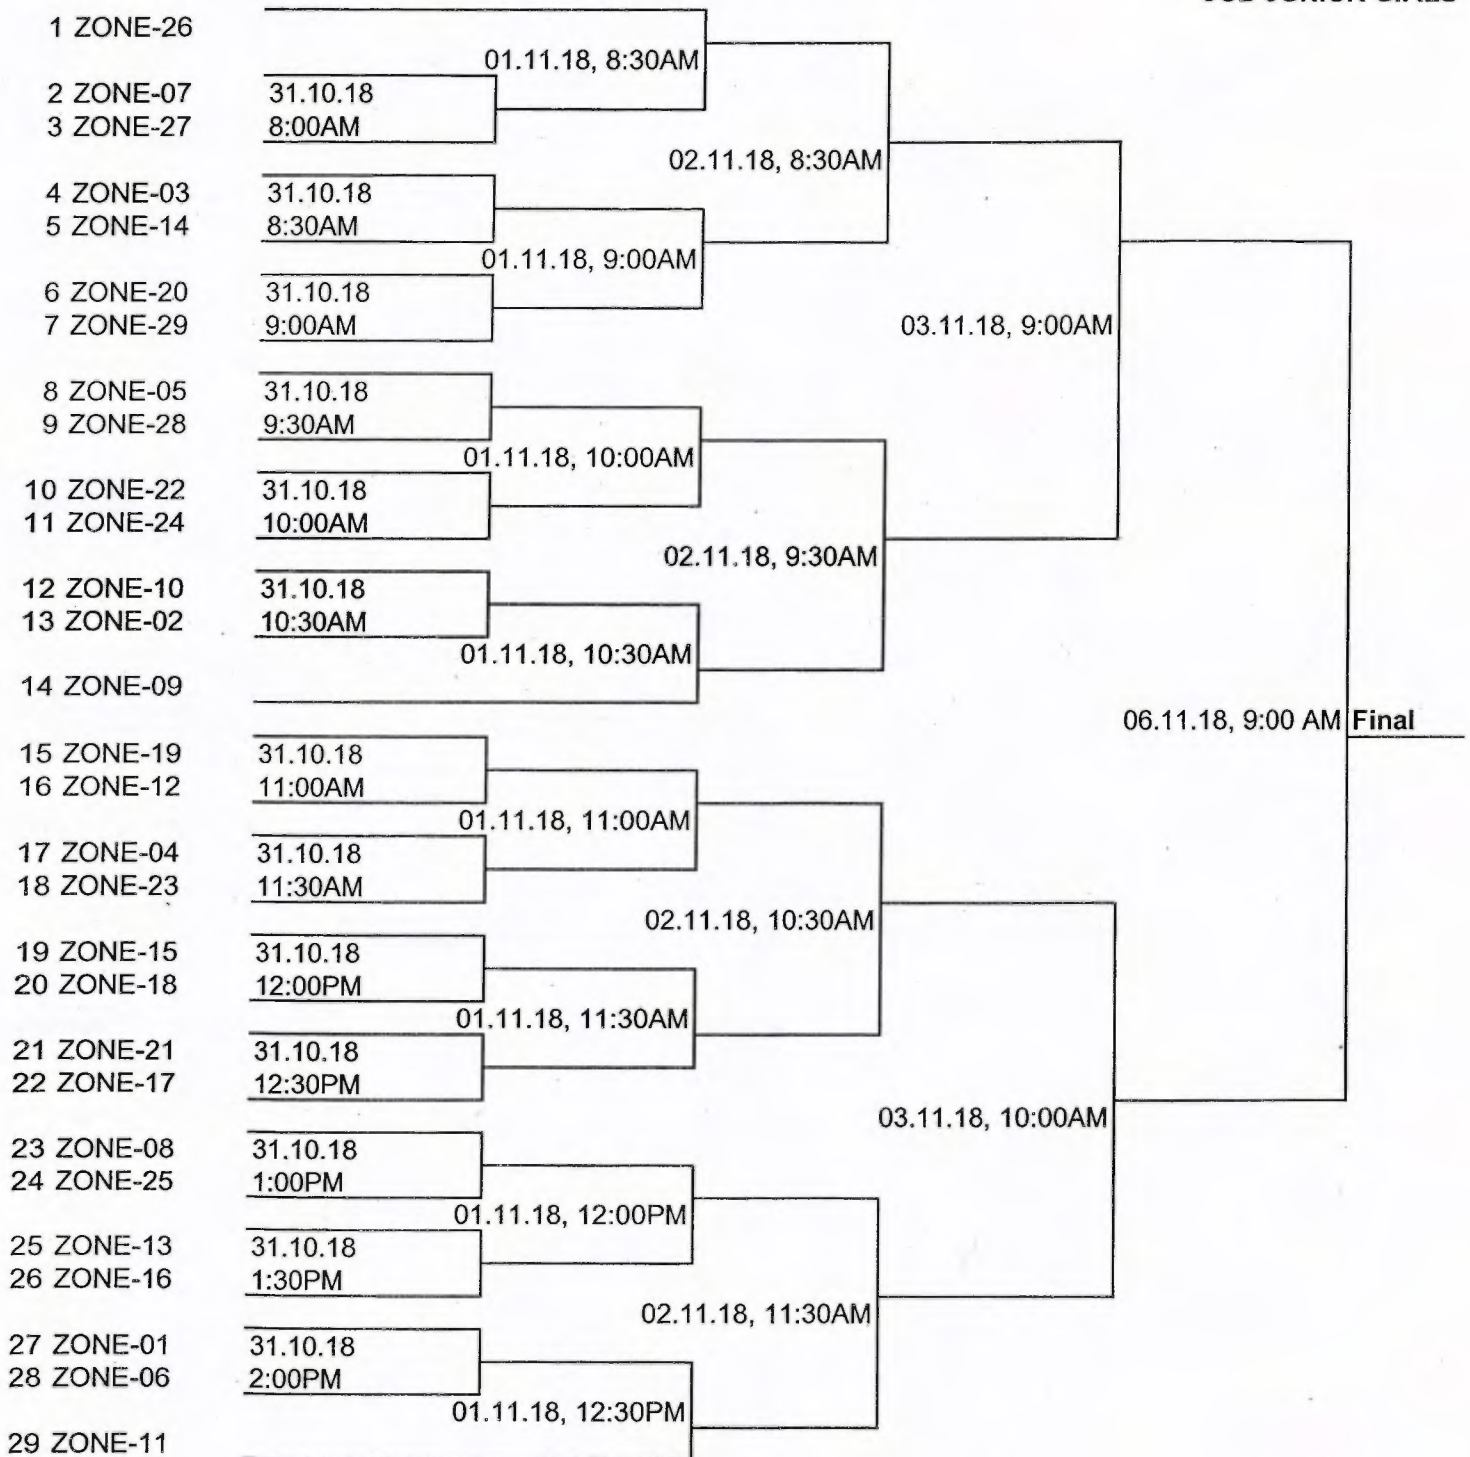 1 ZONE-26
01.11.18, 8:30AM
2 ZONE-07 31.10.18
3 ZONE-27 8:00AM
02.11.18, 8:30AM
4 ZONE-03 31.10.18
5 ZONE-14 8:30AM
01.11.18, 9:00AM
6 ZONE-20 31.10.18
7 ZONE-29 9:00AM
03.11.18, 9:00AM
8 ZONE-05 31.10.18
9 ZONE-28 9:30AM
01.11.18, 10:00AM
10 ZONE-22 31.10.18
11 ZONE-24 10:00AM
02.11.18, 9:30AM
12 ZONE-10 31.10.18
13 ZONE-02 10:30AM
01.11.18, 10:30AM
14 ZONE-09
06.11.18, 9:00 AM Final
15 ZONE-19 31.10.18
16 ZONE-12 11:00AM
01.11.18, 11:00AM
17 ZONE-04 31.10.18
18 ZONE-23 11:30AM
02.11.18, 10:30AM
19 ZONE-15 31.10.18
20 ZONE-18 12:00PM
01.11.18, 11:30AM
21 ZONE-21 31.10.18
22 ZONE-17 12:30PM
03.11.18, 10:00AM
23 ZONE-08 31.10.18
24 ZONE-25 1:00PM
01.11.18, 12:00PM
25 ZONE-13 31.10.18
26 ZONE-16 1:30PM
02.11.18, 11:30AM
27 ZONE-01 31.10.18
28 ZONE-06 2:00PM
01.11.18, 12:30PM
29 ZONE-11